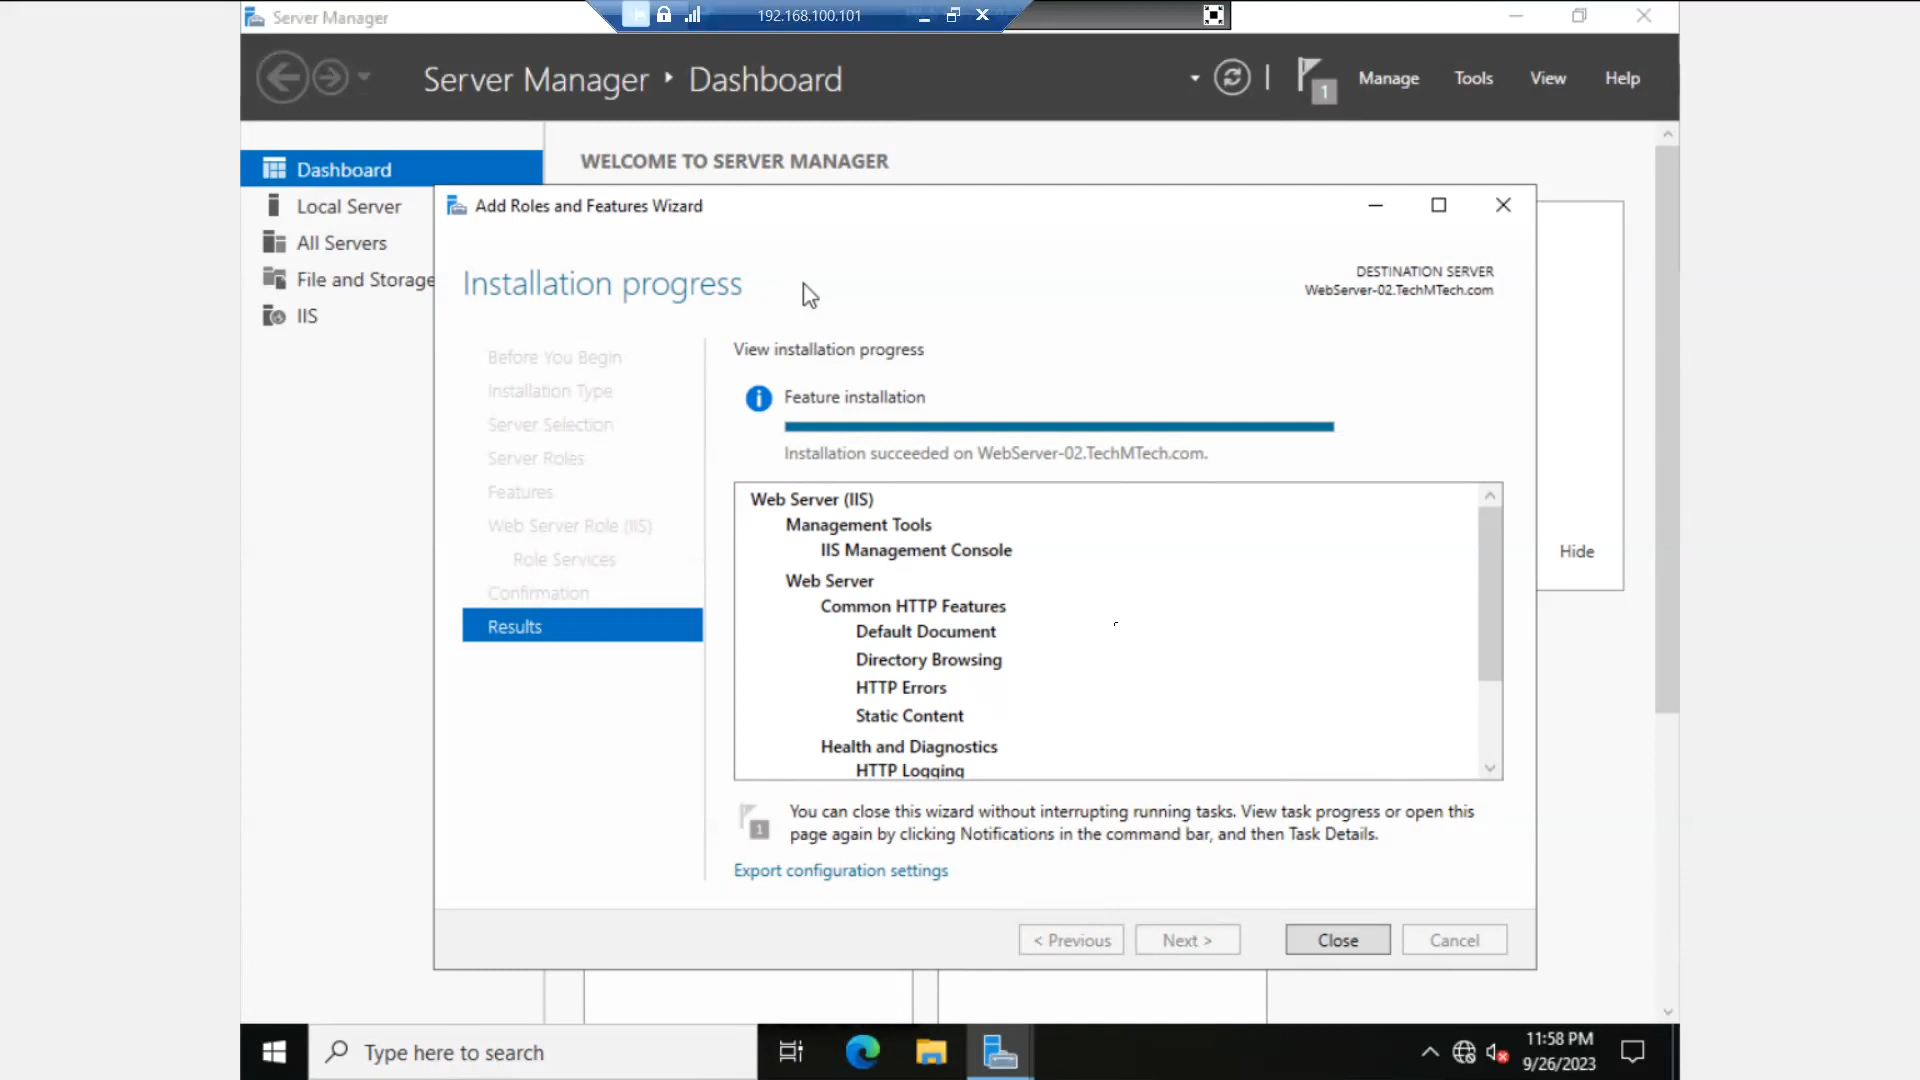 Server Manager
192.168.100.101
Server Manager
Dashboard
1
Manage
Tools
View
Help
Dashboard
Local Server
All Servers
File and Storage
IIS
WELCOME TO SERVER MANAGER
Hide
Add Roles and Features Wizard
Installation progress
DESTINATION SERVER
WebServer-02.TechMTech.com
Before You Begin
Installation Type
Server Selection
Server Roles
Features
Web Server Role (IIS)
Role Services
Confirmation
Results
View installation progress
Feature installation
Installation succeeded on WebServer-02.TechMTech.com.
Web Server (IIS)
Management Tools
IIS Management Console
Web Server
Common HTTP Features
Default Document
Directory Browsing
HTTP Errors
Static Content
Health and Diagnostics
HTTP Logging
1
You can close this wizard without interrupting running tasks. View task progress or open this
page again by clicking Notifications in the command bar, and then Task Details.
Export configuration settings
< Previous
Next >
Close
Cancel
Type here to search
11:58 PM
9/26/2023